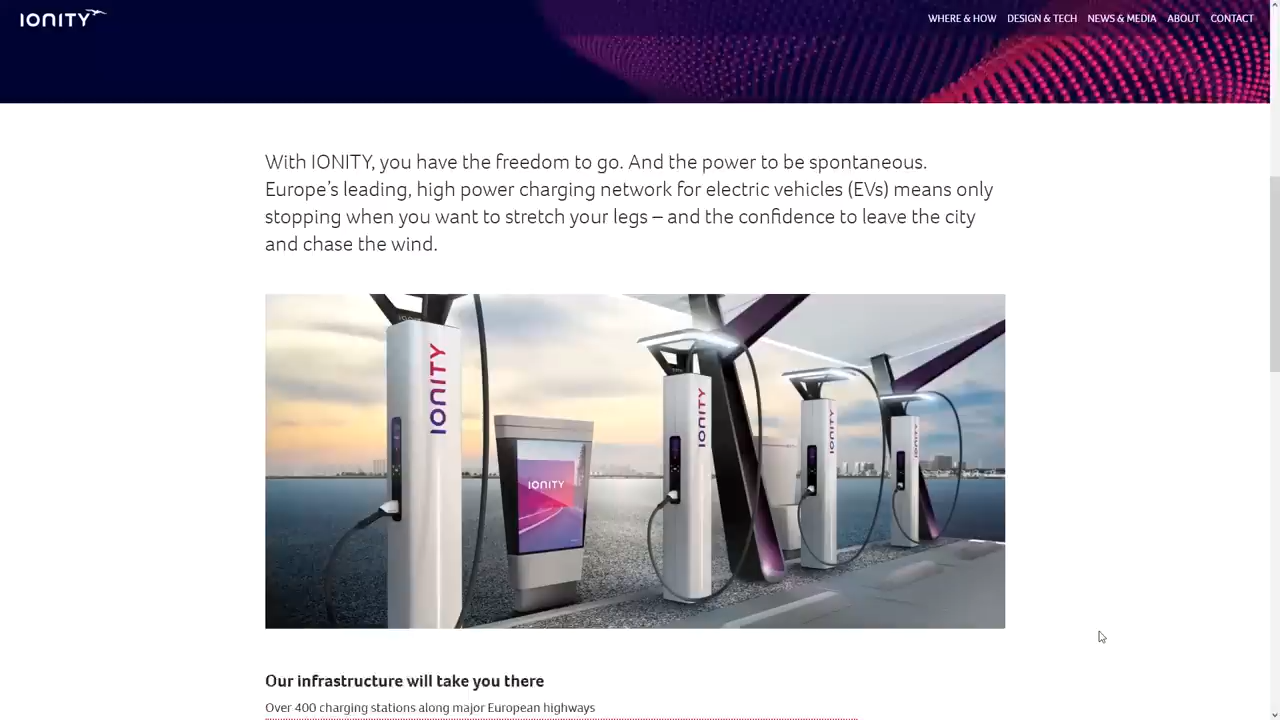 IONITY
WHERE & HOW
DESIGN & TECH
NEWS & MEDIA
ABOUT
CONTACT
With IONITY, you have the freedom to go. And the power to be spontaneous.
Europe’s leading, high power charging network for electric vehicles (EVs) means only
stopping when you want to stretch your legs – and the confidence to leave the city
and chase the wind.
IONITY
IONITY
IONITY
IONITY
IONITY
Our infrastructure will take you there
Over 400 charging stations along major European highways